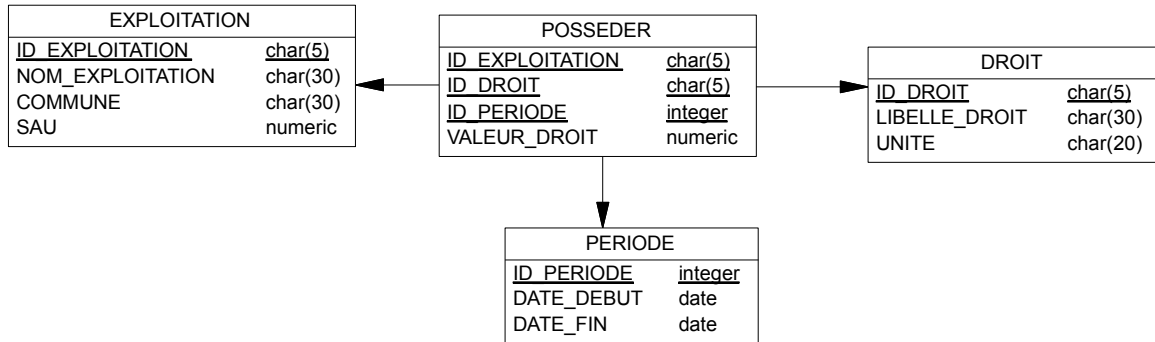 EXPLOITATION
ID_EXPLOITATION char(5)
NOM_EXPLOITATION char(30)
COMMUNE char(30)
SAU numeric
POSSEDER
ID_EXPLOITATION char(5)
ID_DROIT char(5)
ID_PERIODE integer
VALEUR_DROIT numeric
DROIT
ID_DROIT char(5)
LIBELLE_DROIT char(30)
UNITE char(20)
PERIODE
ID_PERIODE integer
DATE_DEBUT date
DATE_FIN date